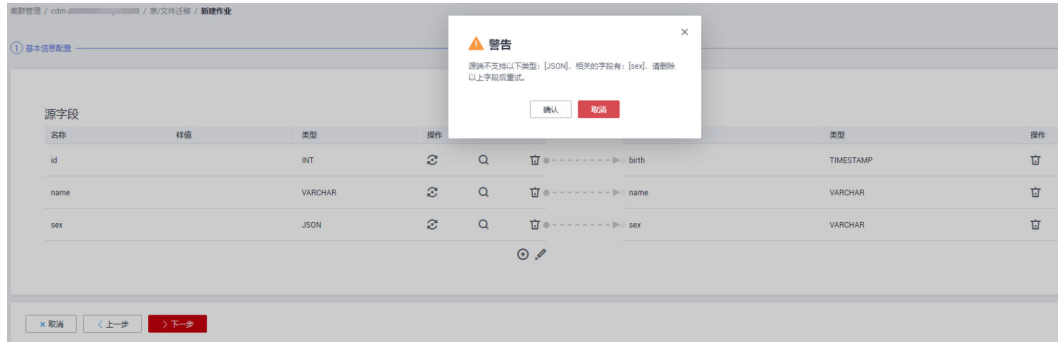 集群管理 / cdm- / 表/文件迁移 / 新建作业
1 基本信息配置
警告
源端不支持以下类型: [JSON], 相关的字段有: [sex], 请删除
以上字段后重试。
确认 取消
源字段
名称 样值 类型 操作 类型 操作
id INT birth TIMESTAMP
name VARCHAR name VARCHAR
sex JSON sex VARCHAR
× 取消 < 上一步 > 下一步